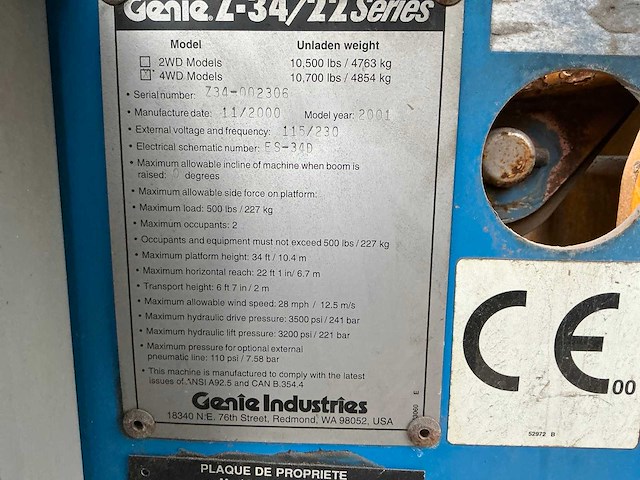 Genie Z-34/22 Series
Model Unladen weight
2WD Models 10,500 lbs / 4763 kg
4WD Models 10,700 lbs / 4854 kg
• Serial number: Z34-002306
• Manufacture date: 11/2000 Model year: 2001
• External voltage and frequency: 115/230
• Electrical schematic number: ES-34D
• Maximum allowable incline of machine when boom is
raised: degrees
• Maximum allowable side force on platform:
• Maximum load: 500 lbs / 227 kg
• Maximum occupants: 2
• Occupants and equipment must not exceed 500 lbs / 227 kg
• Maximum platform height: 34 ft / 10.4 m
• Maximum horizontal reach: 22 ft 1 in / 6.7 m
• Transport height: 6 ft 7 in / 2 m
• Maximum allowable wind speed: 28 mph / 12.5 m/s
• Maximum hydraulic drive pressure: 3500 psi / 241 bar
• Maximum hydraulic lift pressure: 3200 psi / 221 bar
• Maximum pressure for optional external
pneumatic line: 110 psi / 7.58 bar
• This machine is manufactured to comply with the latest
issues of ANSI A92.5 and CAN B.354.4
Genie Industries
18340 N.E. 76th Street, Redmond, WA 98052, USA
CE 00
52972 B
PLAQUE DE PROPRIETE